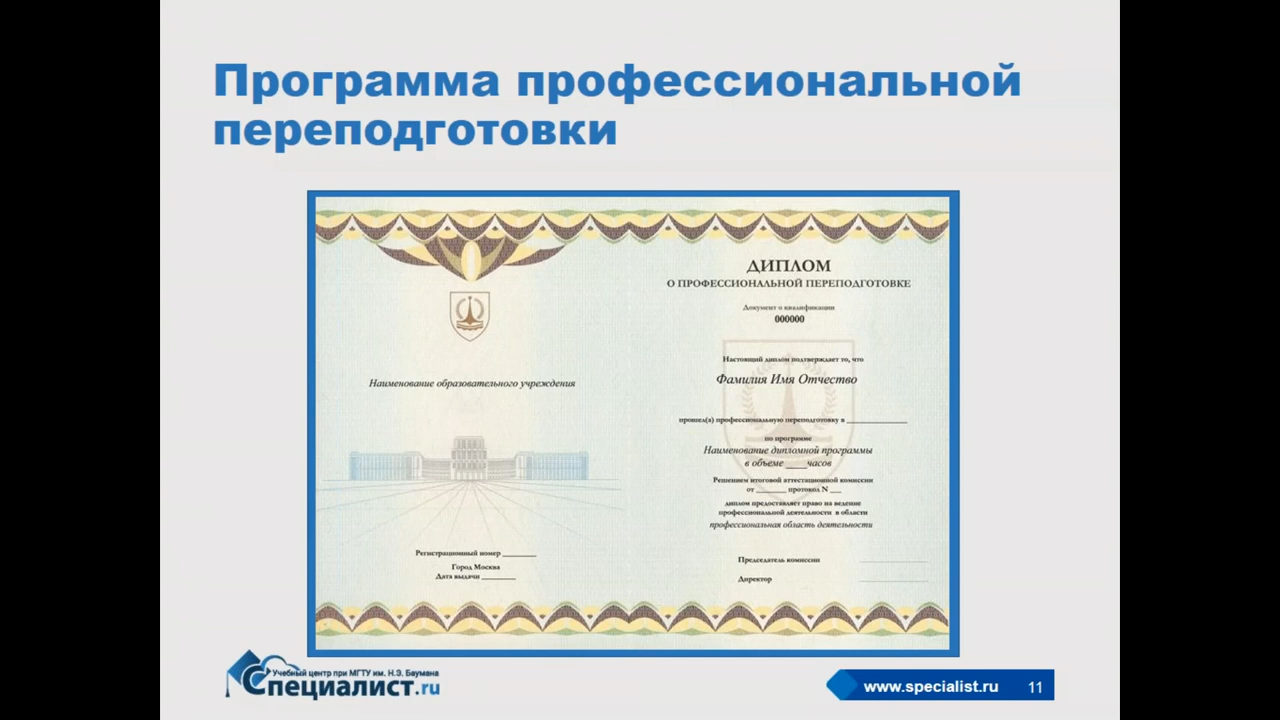 Программа профессиональной
переподготовки
Наименование образовательного учреждения
Регистрационный номер ________
Город Москва
Дата выдачи ________
ДИПЛОМ
О ПРОФЕССИОНАЛЬНОЙ ПЕРЕПОДГОТОВКЕ
Документ о квалификации
000000
Настоящий диплом подтверждает то, что
Фамилия Имя Отчество
прошел(а) профессиональную переподготовку в ______________
по программе
Наименование дипломной программы
в объеме ____часов
Решением итоговой аттестационной комиссии
от _______ протокол N ___
диплом предоставляет право на ведение
профессиональной деятельности в области
профессиональная область деятельности
Председатель комиссии
Директор
Учебный центр при МГТУ им. Н.Э. Баумана
Специалист.ru
www.specialist.ru 11